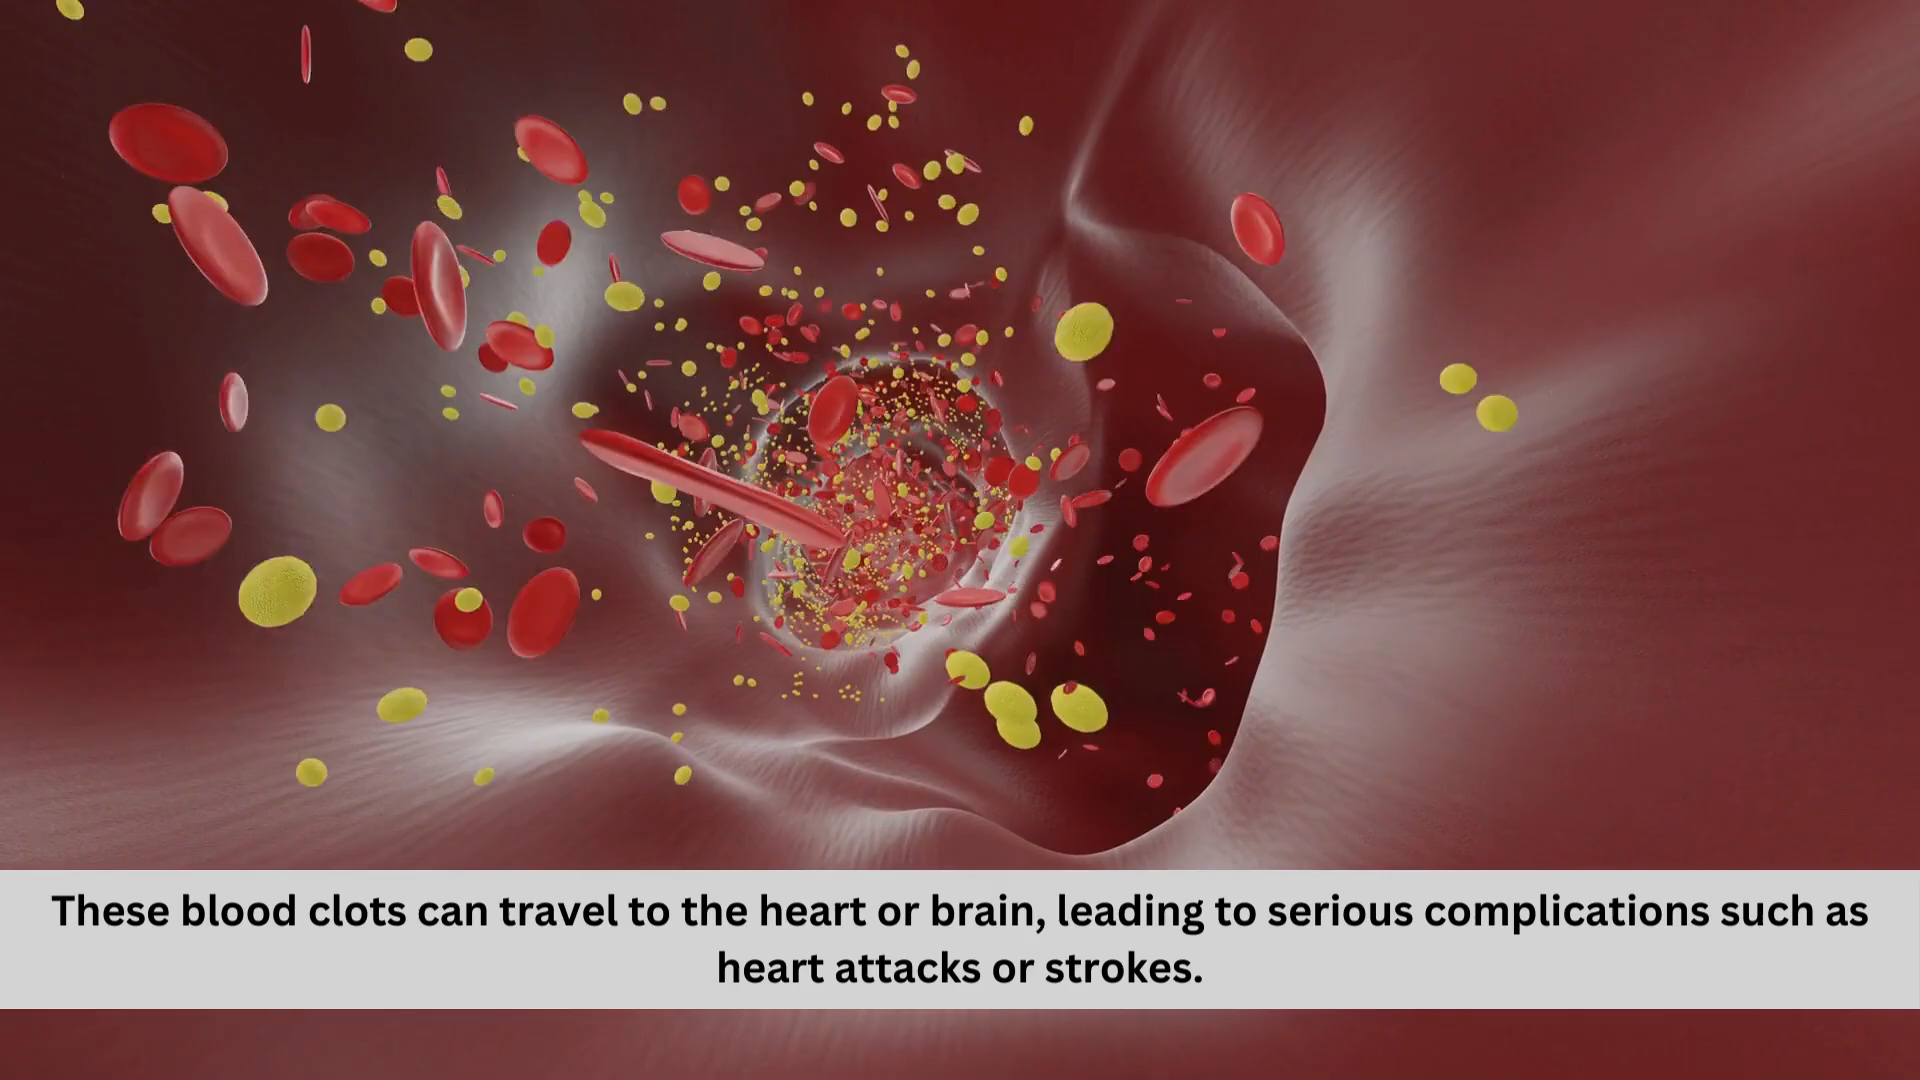 These blood clots can travel to the heart or brain, leading to serious complications such as
heart attacks or strokes.